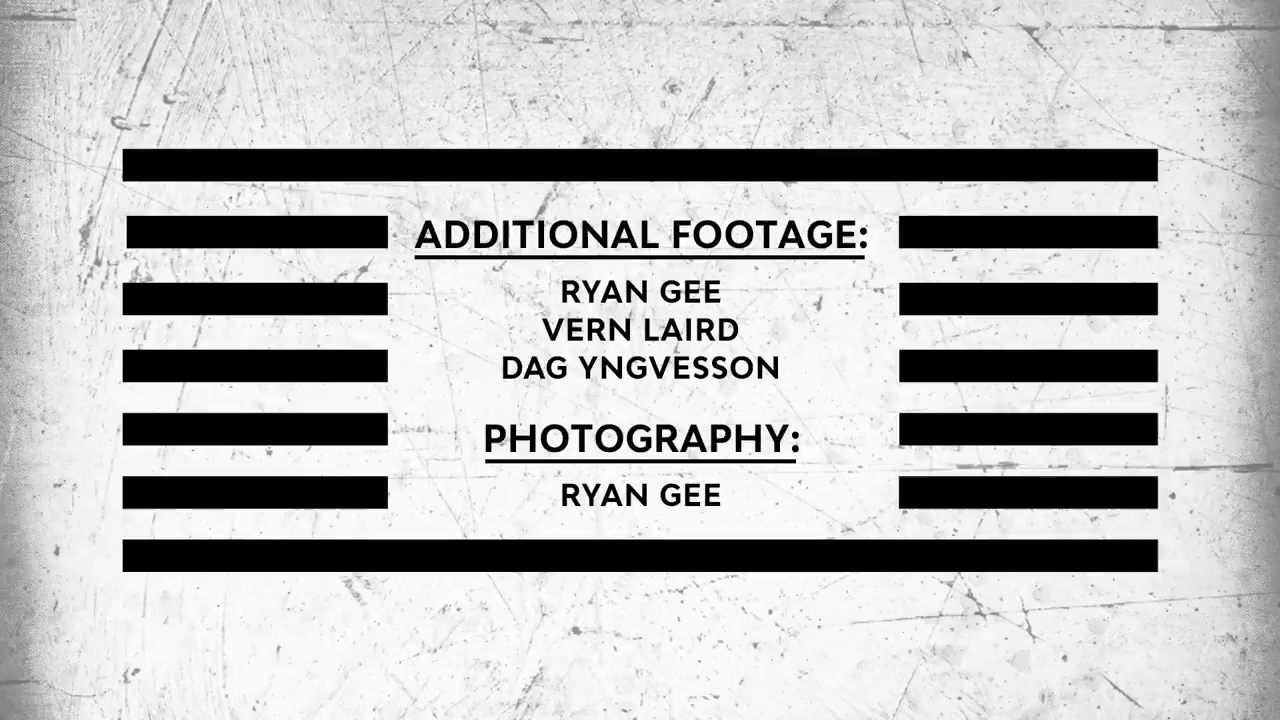 ADDITIONAL FOOTAGE:
RYAN GEE
VERN LAIRD
DAG YNGVESSON
PHOTOGRAPHY:
RYAN GEE